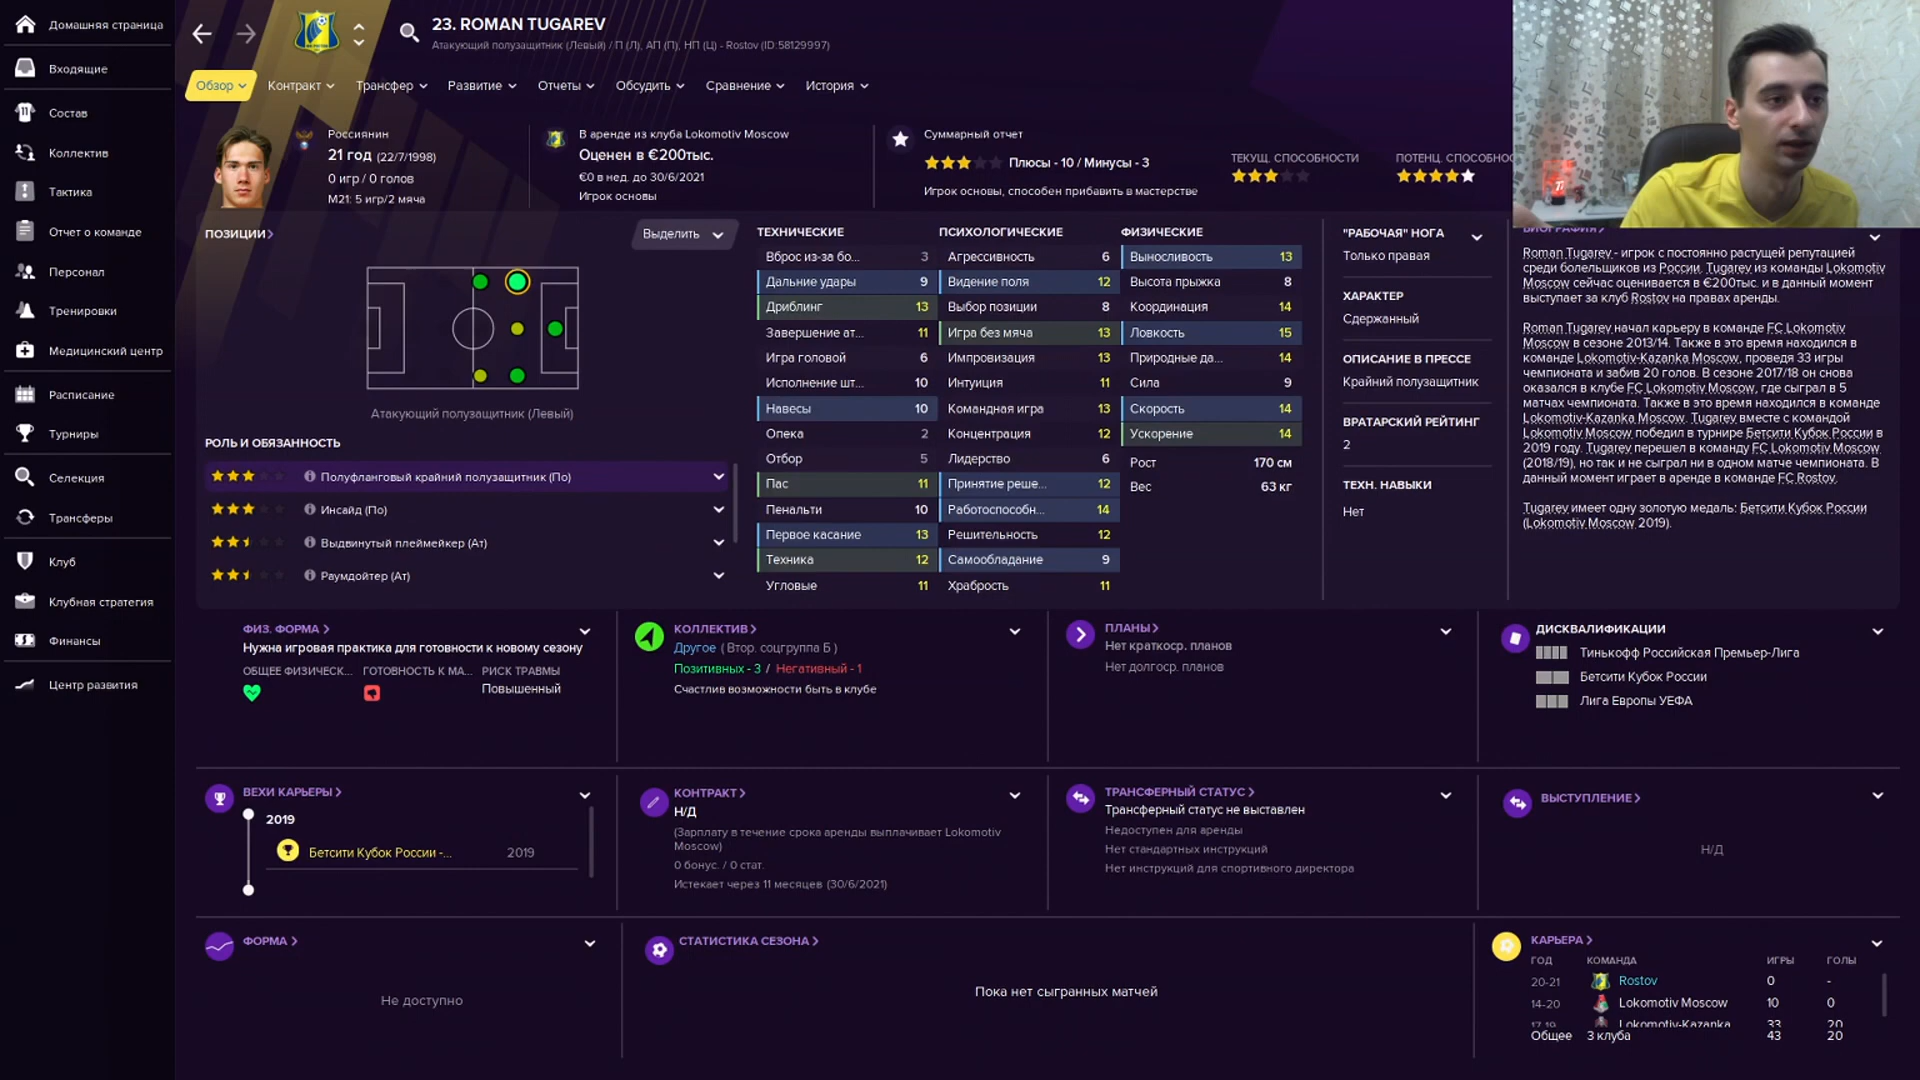 Домашняя страница
Входящие
Состав
Коллектив
Тактика
Отчет о команде
Персонал
Тренировки
Медицинский центр
Расписание
Турниры
Селекция
Трансферы
Клуб
Клубная стратегия
Финансы
Центр развития
23. ROMAN TUGAREV
Атакующий полузащитник (Левый) / П (Л), АП (П), НП (Ц) - Rostov (ID:58129997)
Обзор
Контракт
Трансфер
Развитие
Отчеты
Обсудить
Сравнение
История
Россиянин
21 год (22/7/1998)
0 игр / 0 голов
М21: 5 игр/2 мяча
В аренде из клуба Lokomotiv Moscow
Оценен в €200тыс.
€0 в нед. до 30/6/2021
Игрок основы
Суммарный отчет
Плюсы - 10 / Минусы - 3
Игрок основы, способен прибавить в мастерстве
ТЕКУЩ. СПОСОБНОСТИ
ПОТЕНЦ. СПОСОБНОС
ПОЗИЦИИ
Выделить
Атакующий полузащитник (Левый)
РОЛЬ И ОБЯЗАННОСТЬ
Полуфланговый крайний полузащитник (По)
Инсайд (По)
Выдвинутый плеймейкер (Ат)
Раумдойтер (Ат)
ТЕХНИЧЕСКИЕ
Вброс из-за бо... 3
Дальние удары 9
Дриблинг 13
Завершение ат... 11
Игра головой 6
Исполнение шт... 10
Навесы 10
Опека 2
Отбор 5
Пас 11
Пенальти 10
Первое касание 13
Техника 12
Угловые 11
ПСИХОЛОГИЧЕСКИЕ
Агрессивность 6
Видение поля 12
Выбор позиции 8
Игра без мяча 13
Импровизация 13
Интуиция 11
Командная игра 13
Концентрация 12
Лидерство 6
Принятие реше... 12
Работоспособн... 14
Решительность 12
Самообладание 9
Храбрость 11
ФИЗИЧЕСКИЕ
Выносливость 13
Высота прыжка 8
Координация 14
Ловкость 15
Природные да... 14
Сила 9
Скорость 14
Ускорение 14
Рост 170 см
Вес 63 кг
"РАБОЧАЯ" НОГА
Только правая
ХАРАКТЕР
Сдержанный
ОПИСАНИЕ В ПРЕССЕ
Крайний полузащитник
ВРАТАРСКИЙ РЕЙТИНГ
2
ТЕХН. НАВЫКИ
Нет
Roman Tugarev - игрок с постоянно растущей репутацией
среди болельщиков из России. Tugarev из команды Lokomotiv
Moscow сейчас оценивается в €200тыс. и в данный момент
выступает за клуб Rostov на правах аренды.
Roman Tugarev начал карьеру в команде FC Lokomotiv
Moscow в сезоне 2013/14. Также в это время находился в
команде Lokomotiv-Kazanka Moscow, проведя 33 игры
чемпионата и забив 20 голов. В сезоне 2017/18 он снова
оказался в клубе FC Lokomotiv Moscow, где сыграл в 5
матчах чемпионата. Также в это время находился в команде
Lokomotiv-Kazanka Moscow. Tugarev вместе с командой
Lokomotiv Moscow победил в турнире Бетсити Кубок России в
2019 году. Tugarev перешел в команду FC Lokomotiv Moscow
(2018/19), но так и не сыграл ни в одном матче чемпионата. В
данный момент играет в аренде в команде FC Rostov.
Tugarev имеет одну золотую медаль: Бетсити Кубок России
(Lokomotiv Moscow 2019).
ФИЗ. ФОРМА
Нужна игровая практика для готовности к новому сезону
ОБЩЕЕ ФИЗИЧЕСК...
ГОТОВНОСТЬ К МА...
РИСК ТРАВМЫ
Повышенный
КОЛЛЕКТИВ
Другое ( Втор. соцгруппа Б )
Позитивных - 3 / Негативный - 1
Счастлив возможности быть в клубе
ПЛАНЫ
Нет краткоср. планов
Нет долгоср. планов
ДИСКВАЛИФИКАЦИИ
Тинькофф Российская Премьер-Лига
Бетсити Кубок России
Лига Европы УЕФА
ВЕХИ КАРЬЕРЫ
2019
Бетсити Кубок России -... 2019
КОНТРАКТ
Н/Д
(Зарплату в течение срока аренды выплачивает Lokomotiv
Moscow)
0 бонус. / 0 стат.
Истекает через 11 месяцев (30/6/2021)
ТРАНСФЕРНЫЙ СТАТУС
Трансферный статус не выставлен
Недоступен для аренды
Нет стандартных инструкций
Нет инструкций для спортивного директора
ВЫСТУПЛЕНИЕ
Н/Д
ФОРМА
Не доступно
СТАТИСТИКА СЕЗОНА
Пока нет сыгранных матчей
КАРЬЕРА
ГОД КОМАНДА ИГРЫ ГОЛЫ
20-21 Rostov 0 -
14-20 Lokomotiv Moscow 10 0
17-19 Lokomotiv-Kazanka 33 20
Общее 3 клуба 43 20